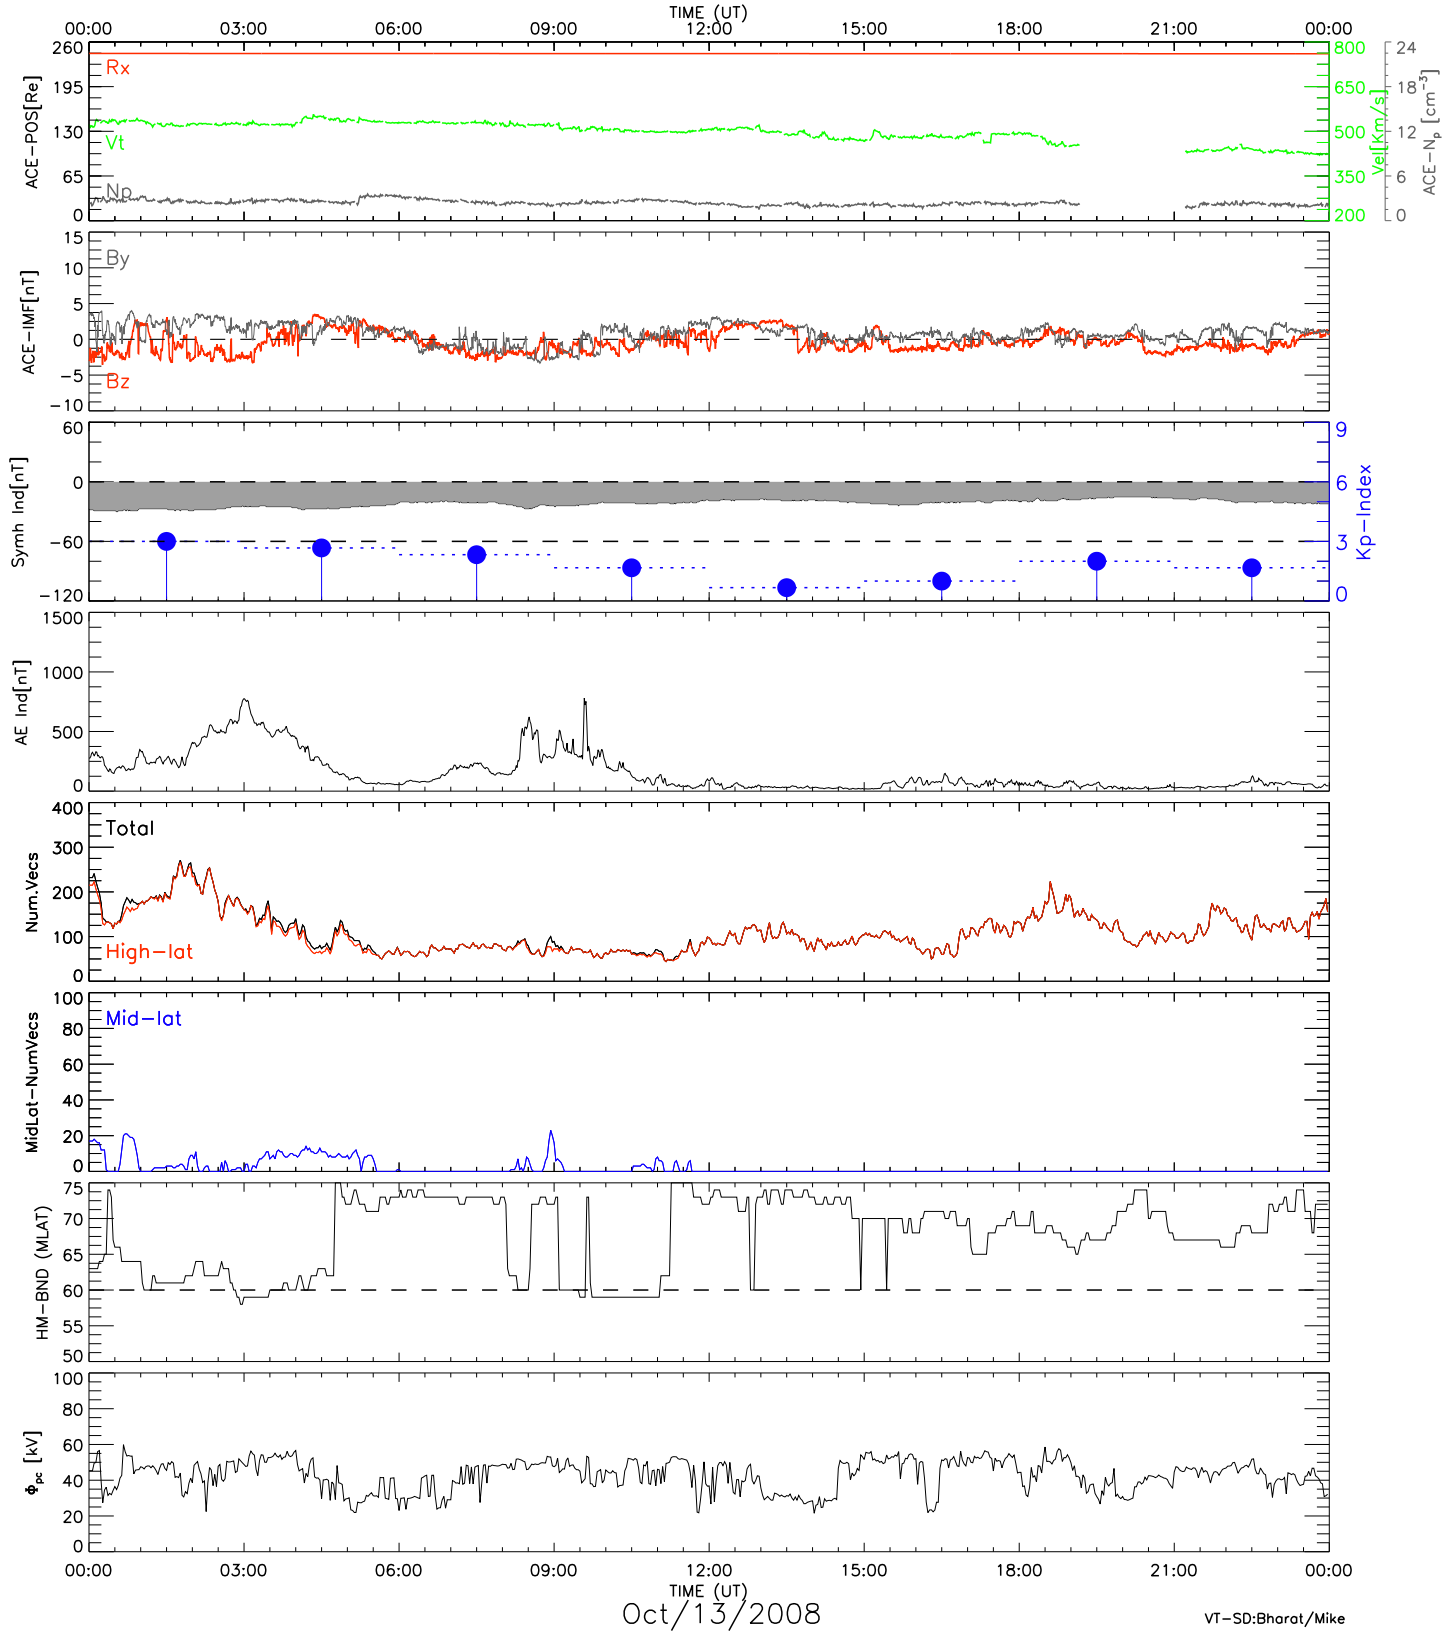 TIME (UT)
00:00 03:00 06:00 09:00 12:00 15:00 18:00 21:00 00:00
260 195 130 65 0
ACE-POS[Re]
Rx
Vt
Np
800 650 500 350 200
Vel[Km/s]
24 18 12 6 0
ACE-Np [cm-3]
15 10 5 0 -5 -10
ACE-IMF[nT]
By
Bz
60 0 -60 -120
Symh Ind[nT]
9 6 3 0
Kp-Index
1500 1000 500 0
AE Ind[nT]
400 300 200 100 0
Num.Vecs
Total
High-lat
100 80 60 40 20 0
MidLat-NumVecs
Mid-lat
75 70 65 60 55 50
HM-BND (MLAT)
100 80 60 40 20 0
Φpc [kV]
00:00 03:00 06:00 09:00 12:00 15:00 18:00 21:00 00:00
TIME (UT)
Oct/13/2008
VT-SD:Bharat/Mike